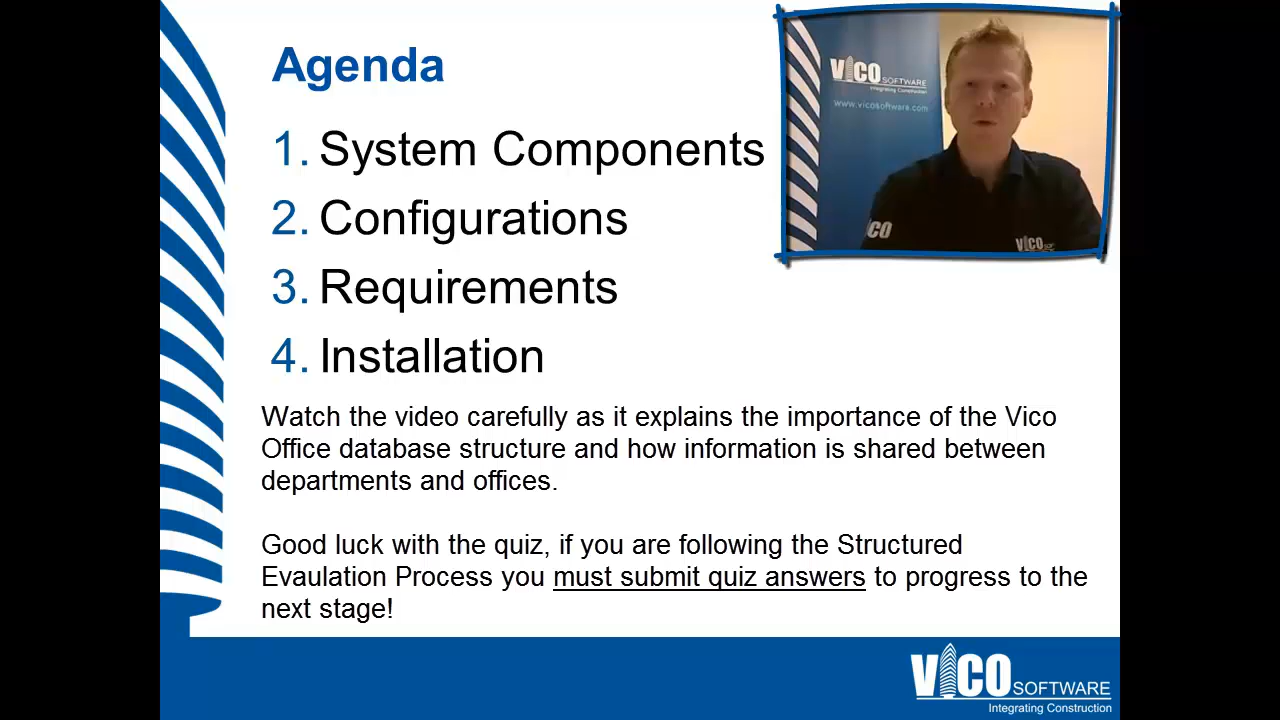 Agenda
1. System Components
2. Configurations
3. Requirements
4. Installation
Watch the video carefully as it explains the importance of the Vico
Office database structure and how information is shared between
departments and offices.
Good luck with the quiz, if you are following the Structured
Evaulation Process you must submit quiz answers to progress to the
next stage!
VICO SOFTWARE
Integrating Construction
www.vicosoftware.com
VICO
VICO SOFTWARE
Integrating Construction